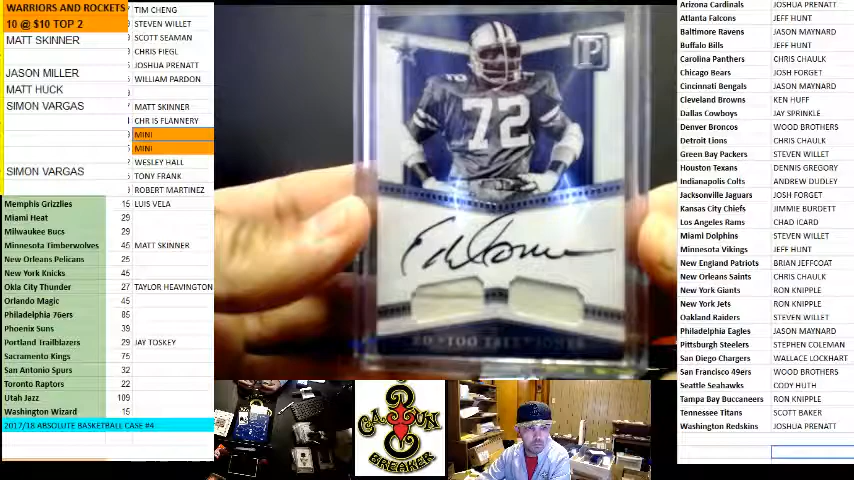 WARRIORS AND ROCKETS
10 @ $10 TOP 2
MATT SKINNER
JASON MILLER
MATT HUCK
SIMON VARGAS
SIMON VARGAS
TIM CHENG
STEVEN WILLET
SCOTT SEAMAN
CHRIS FIEGL
JOSHUA PRENATT
WILLIAM PARDON
MATT SKINNER
CHR IS FLANNERY
MINI
MINI
WESLEY HALL
TONY FRANK
ROBERT MARTINEZ
Memphis Grizzlies 15 LUIS VELA
Miami Heat 29
Milwaukee Bucs 29
Minnesota Timberwolves 45 MATT SKINNER
New Orleans Pelicans 25
New York Knicks 45
Okla City Thunder 27 TAYLOR HEAVINGTON
Orlando Magic 45
Philadelphia 76ers 85
Phoenix Suns 39
Portland Trailblazers 29 JAY TOSKEY
Sacramento Kings 75
San Antonio Spurs 32
Toronto Raptors 22
Utah Jazz 109
Washington Wizard 15
2017/18 ABSOLUTE BASKETBALL CASE #4
P
72
ED "TOO TALL" JONES
CAJUN
BREAKER
Arizona Cardinals JOSHUA PRENATT
Atlanta Falcons JEFF HUNT
Baltimore Ravens JASON MAYNARD
Buffalo Bills JEFF HUNT
Carolina Panthers CHRIS CHAULK
Chicago Bears JOSH FORGET
Cincinnati Bengals JASON MAYNARD
Cleveland Browns KEN HUFF
Dallas Cowboys JAY SPRINKLE
Denver Broncos WOOD BROTHERS
Detroit Lions CHRIS CHAULK
Green Bay Packers STEVEN WILLET
Houston Texans DENNIS GREGORY
Indianapolis Colts ANDREW DUDLEY
Jacksonville Jaguars JOSH FORGET
Kansas City Chiefs JIMMIE BURDETT
Los Angeles Rams CHAD ICARD
Miami Dolphins STEVEN WILLET
Minnesota Vikings JEFF HUNT
New England Patriots BRIAN JEFFCOAT
New Orleans Saints CHRIS CHAULK
New York Giants RON KNIPPLE
New York Jets RON KNIPPLE
Oakland Raiders STEVEN WILLET
Philadelphia Eagles JASON MAYNARD
Pittsburgh Steelers STEPHEN COLEMAN
San Diego Chargers WALLACE LOCKHART
San Francisco 49ers WOOD BROTHERS
Seattle Seahawks CODY HUTH
Tampa Bay Buccaneers RON KNIPPLE
Tennessee Titans SCOTT BAKER
Washington Redskins JOSHUA PRENATT